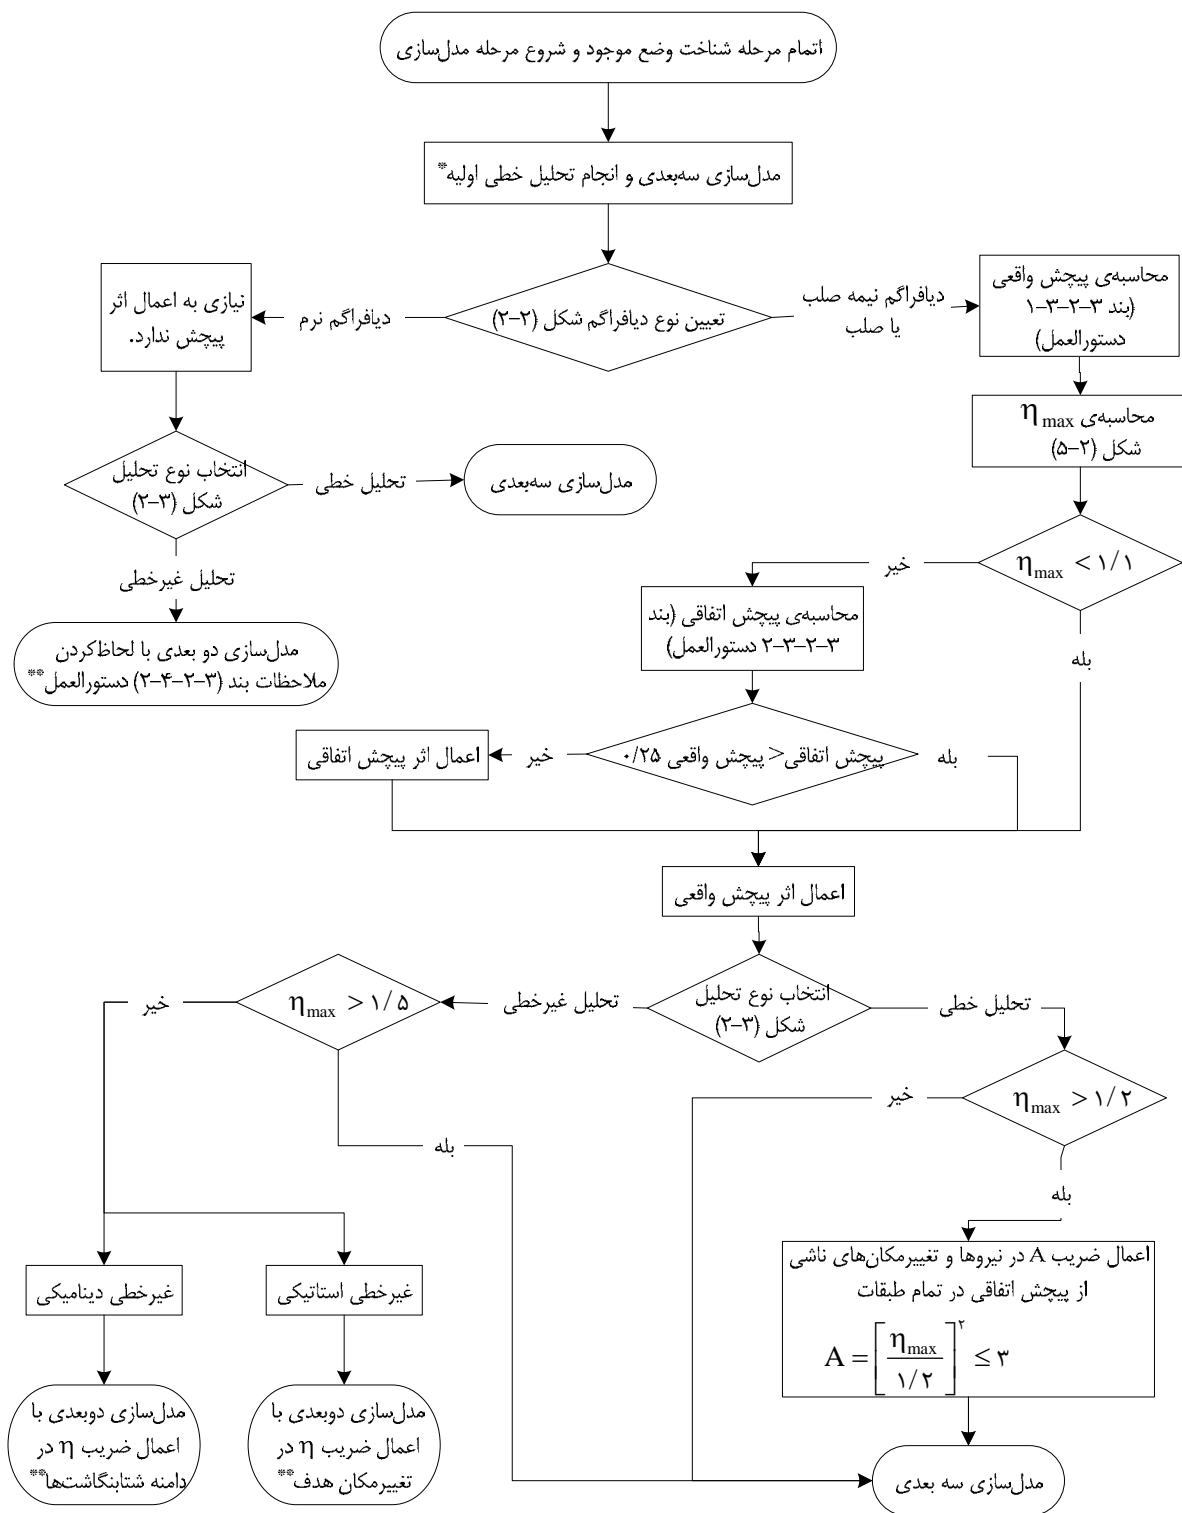 اتمام مرحله شناخت وضع موجود و شروع مرحله مدل‌سازی
مدل‌سازی سه‌بعدی و انجام تحلیل خطی اولیه*
تعیین نوع دیافراگم شکل (۲-۲)
دیافراگم نیمه صلب
یا صلب
محاسبه‌ی پیچش واقعی
(بند ۳-۲-۳-۱
دستورالعمل)
دیافراگم نرم
نیازی به اعمال اثر
پیچش ندارد.
محاسبه‌ی η max
شکل (۲-۵)
انتخاب نوع تحلیل
شکل (۳-۲)
تحلیل خطی
مدل‌سازی سه‌بعدی
تحلیل غیرخطی
مدل‌سازی دو بعدی با لحاظ‌کردن
ملاحظات بند (۳-۲-۴-۲) دستورالعمل**
η max < ۱/۱
خیر
بله
محاسبه‌ی پیچش اتفاقی (بند
۳-۲-۳-۲ دستورالعمل)
پیچش اتفاقی< پیچش واقعی ۰/۲۵
بله
خیر
اعمال اثر پیچش اتفاقی
اعمال اثر پیچش واقعی
انتخاب نوع تحلیل
شکل (۳-۲)
تحلیل خطی
تحلیل غیرخطی
η max > ۱/۵
خیر
بله
η max > ۱/۲
خیر
بله
اعمال ضریب A در نیروها و تغییرمکان‌های ناشی
از پیچش اتفاقی در تمام طبقات
A = [ η max / ۱/۲ ]۲ ≤ ۳
مدل‌سازی سه بعدی
غیرخطی استاتیکی
غیرخطی دینامیکی
مدل‌سازی دوبعدی با
اعمال ضریب η در
تغییرمکان هدف**
مدل‌سازی دوبعدی با
اعمال ضریب η در
دامنه شتابنگاشت‌ها**